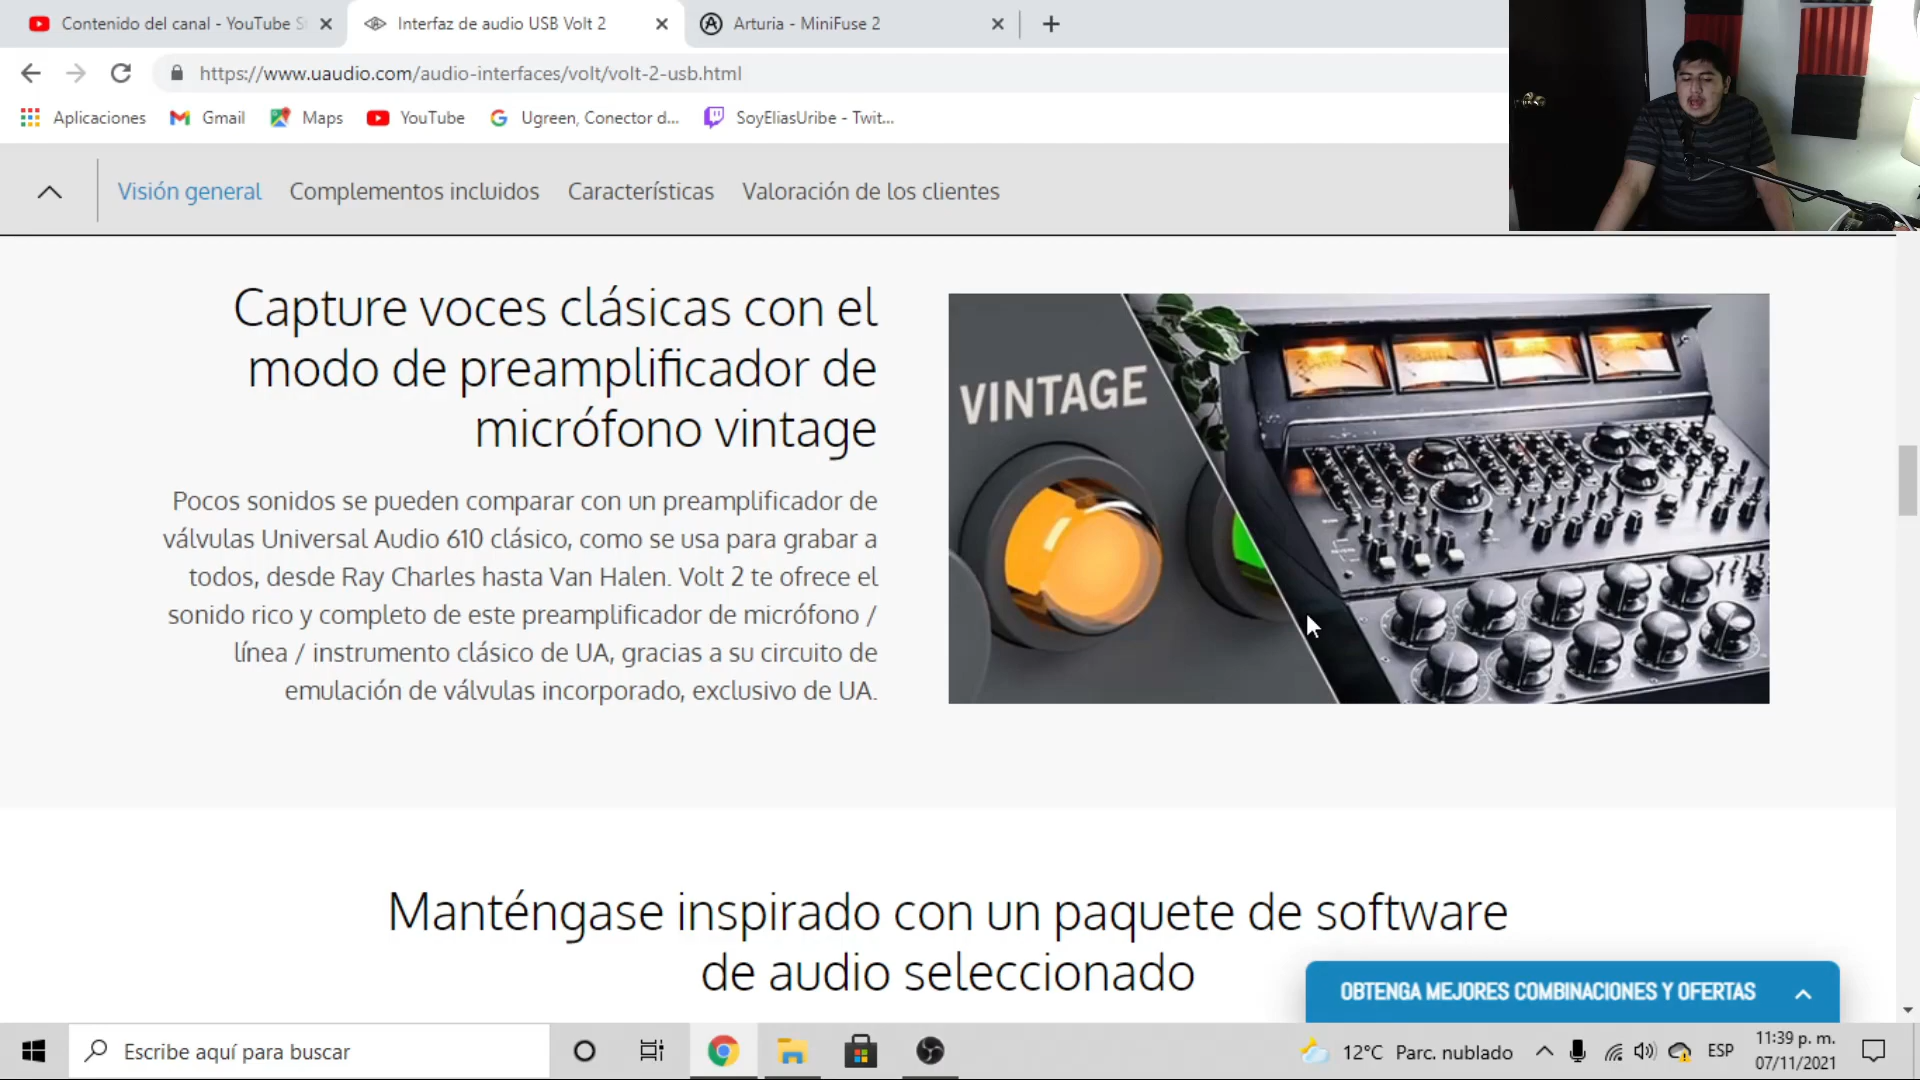 Contenido del canal - YouTube S
Interfaz de audio USB Volt 2
Arturia - MiniFuse 2
https://www.uaudio.com/audio-interfaces/volt/volt-2-usb.html
Aplicaciones
Gmail
Maps
YouTube
Ugreen, Conector d...
SoyEliasUribe - Twit...
Visión general
Complementos incluidos
Características
Valoración de los clientes
Capture voces clásicas con el
modo de preamplificador de
micrófono vintage
Pocos sonidos se pueden comparar con un preamplificador de
válvulas Universal Audio 610 clásico, como se usa para grabar a
todos, desde Ray Charles hasta Van Halen. Volt 2 te ofrece el
sonido rico y completo de este preamplificador de micrófono /
línea / instrumento clásico de UA, gracias a su circuito de
emulación de válvulas incorporado, exclusivo de UA.
VINTAGE
Manténgase inspirado con un paquete de software
de audio seleccionado
OBTENGA MEJORES COMBINACIONES Y OFERTAS
Escribe aquí para buscar
12°C Parc. nublado
ESP
11:39 p. m.
07/11/2021